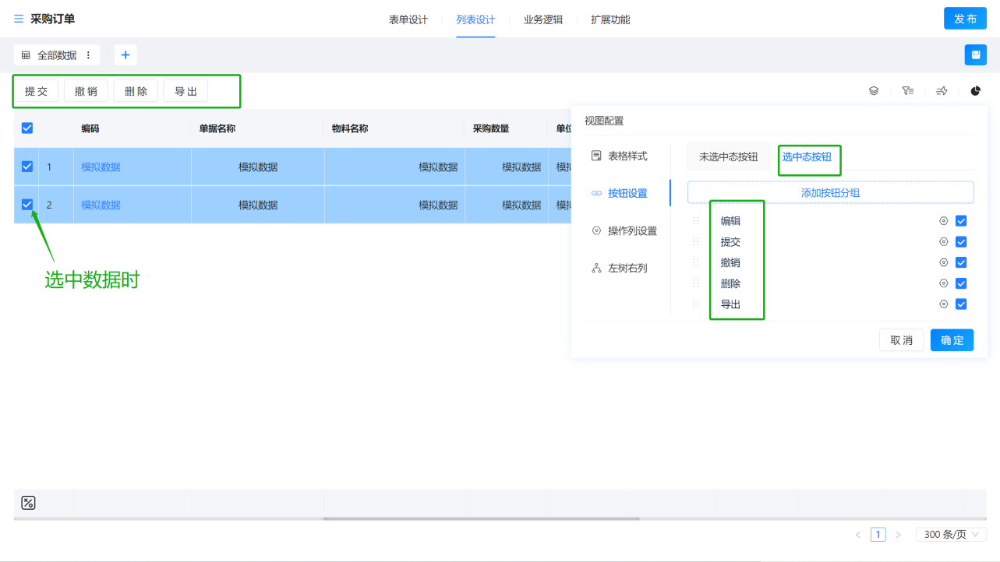 采购订单
表单设计
列表设计
业务逻辑
扩展功能
发布
全部数据
提交
撤销
删除
导出
编码
单据名称
物料名称
采购数量
单位
1
模拟数据
模拟数据
模拟数据
模拟数据
模拟
2
模拟数据
模拟数据
模拟数据
模拟数据
模拟
选中数据时
视图配置
表格样式
按钮设置
操作列设置
左树右列
未选中态按钮
选中态按钮
添加按钮分组
编辑
提交
撤销
删除
导出
取消
确定
1
300 条/页